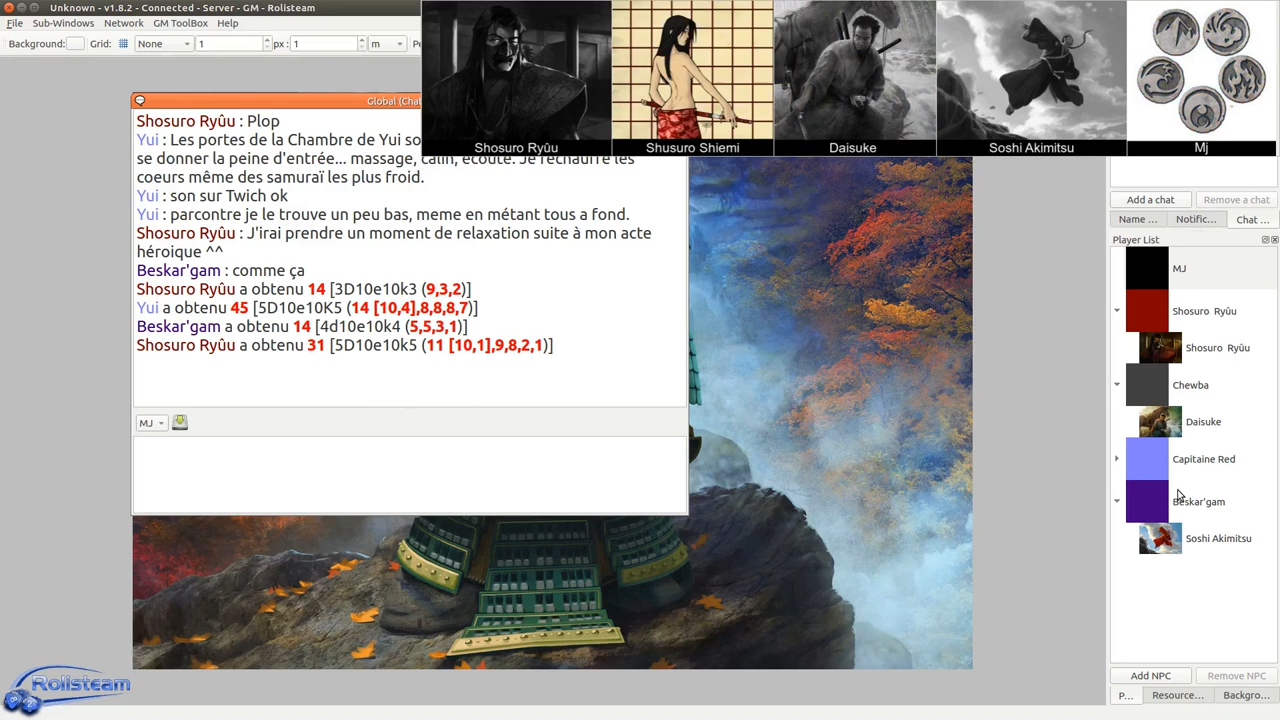 Unknown - v1.8.2 - Connected - Server - GM - Rolisteam
File Sub-Windows Network GM ToolBox Help
Background: Grid: None 1 px : 1 m
Shosuro Ryûu Shusuro Shiemi Daisuke Soshi Akimitsu Mj
Global (Chat
Shosuro Ryûu : Plop
Yui : Les portes de la Chambre de Yui so
se donner la peine d'entrée... massage, calin, écoute. Je réchauffe les
coeurs même des samuraï les plus froid.
Yui : son sur Twich ok
Yui : parcontre je le trouve un peu bas, meme en métant tous a fond.
Shosuro Ryûu : J'irai prendre un moment de relaxation suite à mon acte
héroique ^^
Beskar'gam : comme ça
Shosuro Ryûu a obtenu 14 [3D10e10k3 (9,3,2)]
Yui a obtenu 45 [5D10e10K5 (14 [10,4],8,8,8,7)]
Beskar'gam a obtenu 14 [4d10e10k4 (5,5,3,1)]
Shosuro Ryûu a obtenu 31 [5D10e10k5 (11 [10,1],9,8,2,1)]
MJ
Add a chat Remove a chat
Name ... Notific... Chat ...
Player List
MJ
Shosuro Ryûu
Shosuro Ryûu
Chewba
Daisuke
Capitaine Red
Beskar'gam
Soshi Akimitsu
Add NPC Remove NPC
P... Resource... Backgro...
Rolisteam